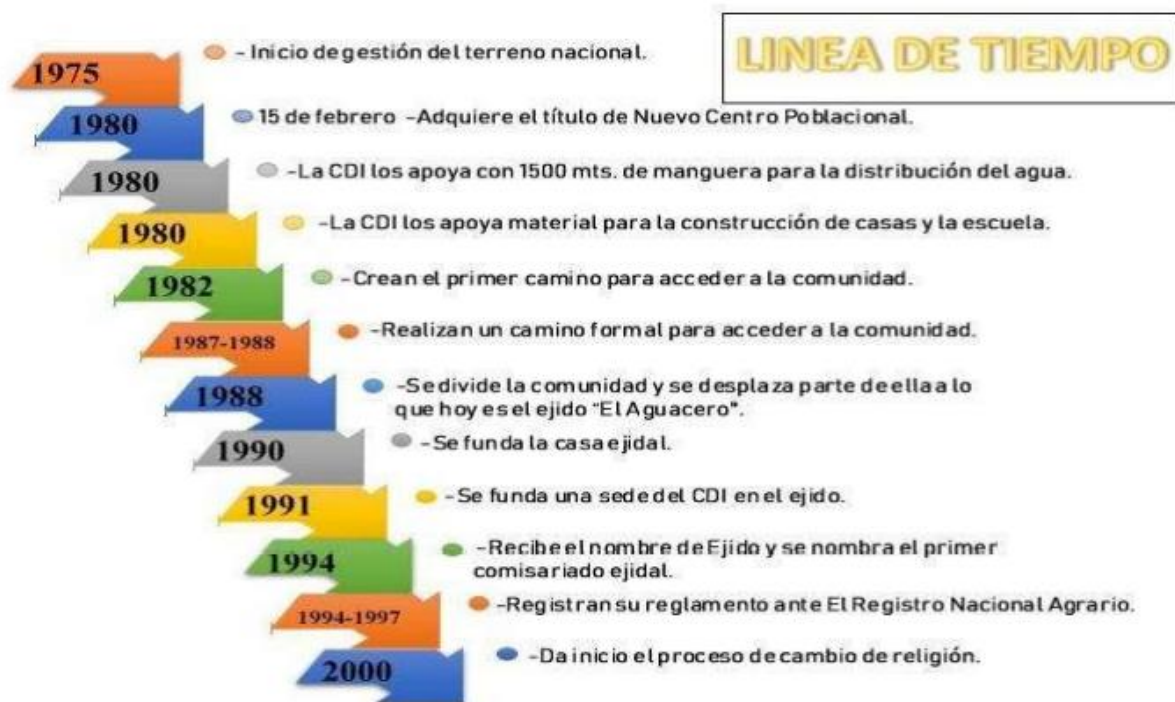 LINEA DE TIEMPO
1975
- Inicio de gestión del terreno nacional.
1980
15 de febrero -Adquiere el título de Nuevo Centro Poblacional.
1980
-La CDI los apoya con 1500 mts. de manguera para la distribución del agua.
1980
-La CDI los apoya material para la construcción de casas y la escuela.
1982
-Crean el primer camino para acceder a la comunidad.
1987-1988
-Realizan un camino formal para acceder a la comunidad.
1988
-Se divide la comunidad y se desplaza parte de ella a lo
que hoy es el ejido "El Aguacero".
1990
-Se funda la casa ejidal.
1991
-Se funda una sede del CDI en el ejido.
1994
-Recibe el nombre de Ejido y se nombra el primer
comisariado ejidal.
1994-1997
-Registran su reglamento ante El Registro Nacional Agrario.
2000
-Da inicio el proceso de cambio de religión.